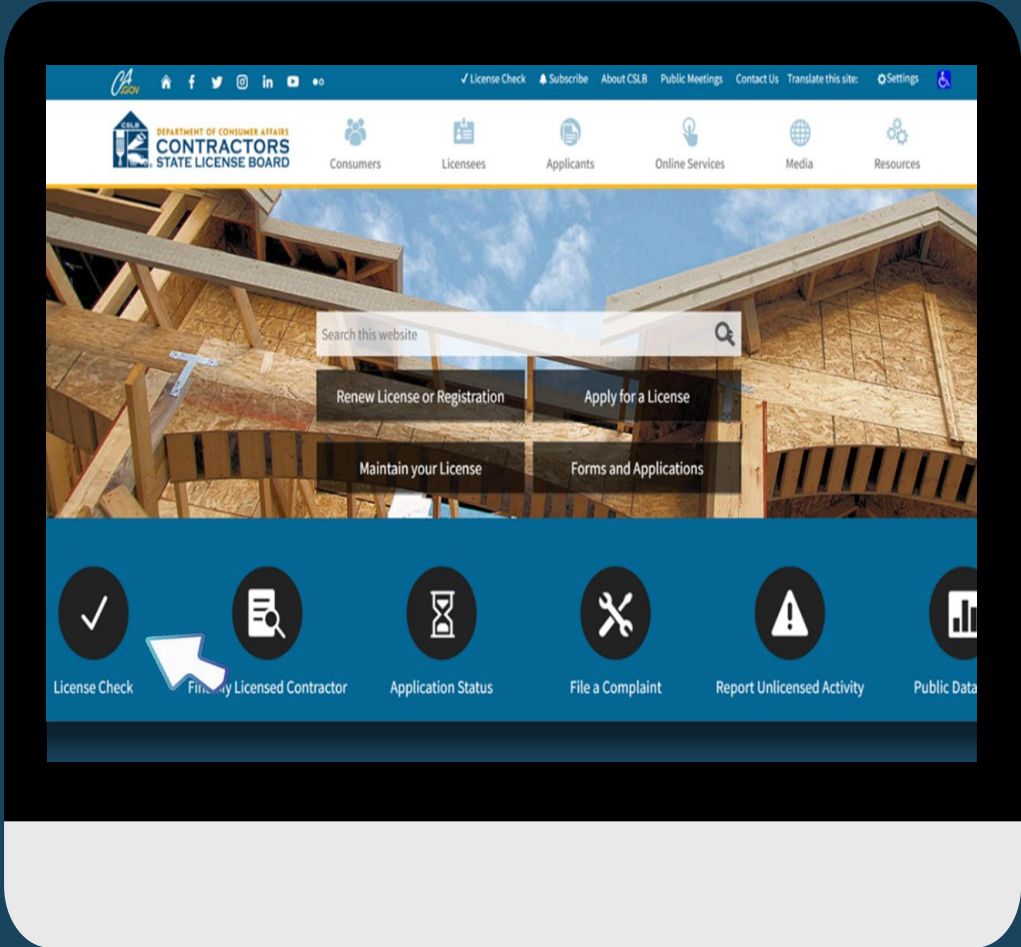 CA.GOV
License Check
Subscribe
About CSLB
Public Meetings
Contact Us
Translate this site:
Settings
CSLB
DEPARTMENT OF CONSUMER AFFAIRS
CONTRACTORS
STATE LICENSE BOARD
Consumers
Licensees
Applicants
Online Services
Media
Resources
Search this website
Renew License or Registration
Apply for a License
Maintain your License
Forms and Applications
License Check
Licensed Contractor
Application Status
File a Complaint
Report Unlicensed Activity
Public Data